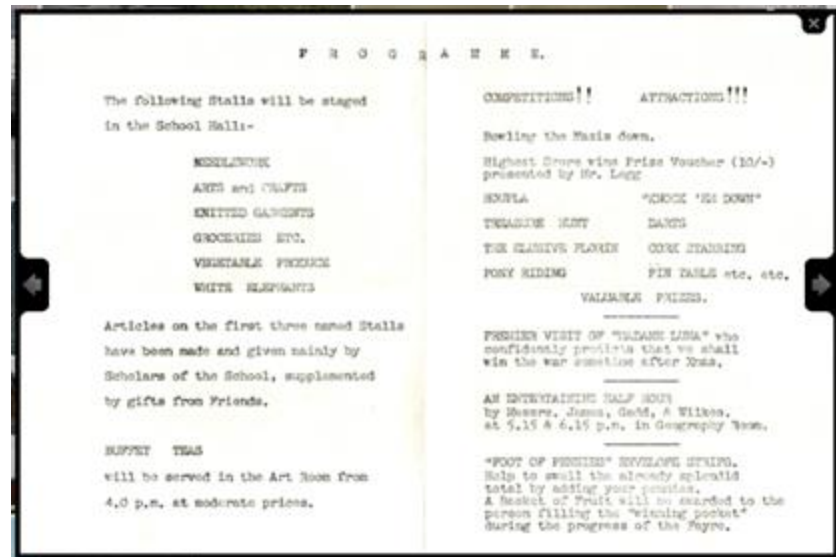 P R O G R A M M E.
The following Stalls will be staged
in the School Hall:-
NEEDLEWORK
ARTS and CRAFTS
KNITTED GARMENTS
GROCERIES ETC.
VEGETABLE PRODUCE
WHITE ELEPHANTS
Articles on the first three named Stalls
have been made and given mainly by
Scholars of the School, supplemented
by gifts from Friends.
BUFFET TEAS
will be served in the Art Room from
4.0 p.m. at moderate prices.
COMPETITIONS!! ATTRACTIONS!!!
Bowling the Nazis down.
Highest Score wins Prize Voucher (10/-)
presented by Mr. Legg
HOUPLA "KNOCK 'EM DOWN"
TREASURE HUNT DARTS
THE ELUSIVE FLORIN CORK STABBING
PONY RIDING PIN TABLE etc. etc.
VALUABLE PRIZES.
PREMIER VISIT OF "MADAME LUNA" who
confidently predicts that we shall
win the war sometime after Xmas.
AN ENTERTAINING HALF HOUR
by Messrs. James, Gedd, & Wilken.
at 5.15 & 6.15 p.m. in Geography Room.
"FOOT OF PENNIES" ENVELOPE STRIPS.
Help to swell the already splendid
total by adding your pennies.
A Basket of Fruit will be awarded to the
person filling the "winning pocket"
during the progress of the Fayre.